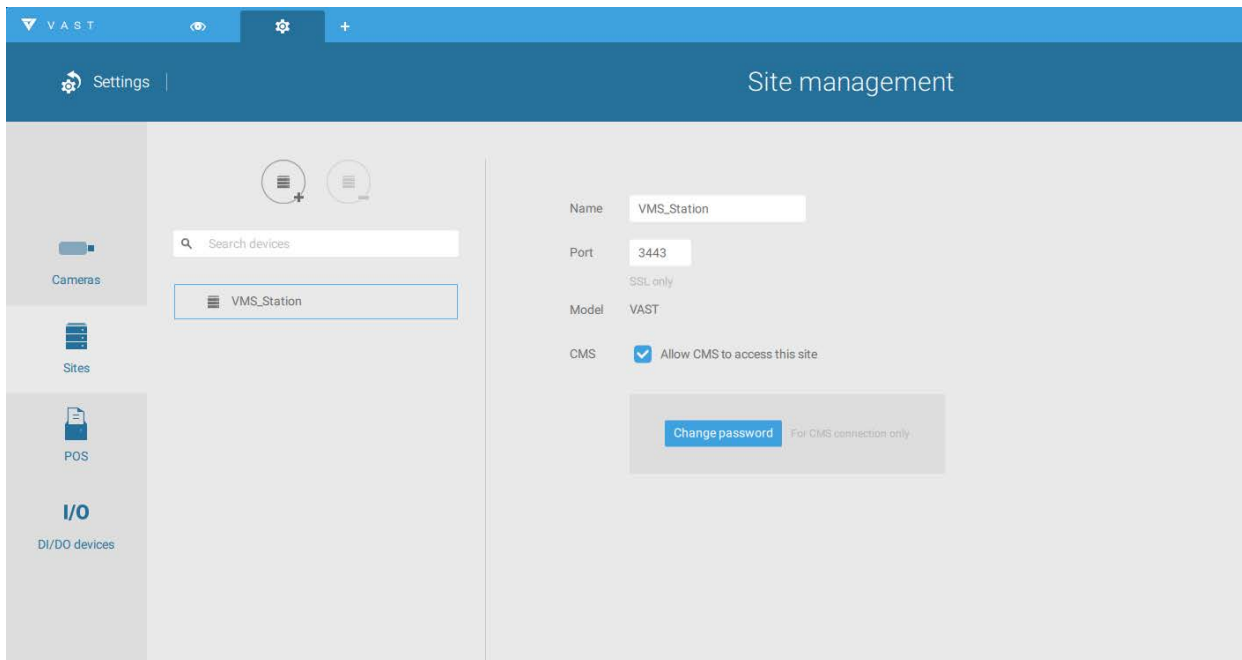 VAST
+
Settings
Site management
Cameras
Sites
POS
I/O
DI/DO devices
Search devices
VMS_Station
Name VMS_Station
Port 3443
SSL only
Model VAST
CMS Allow CMS to access this site
Change password For CMS connection only